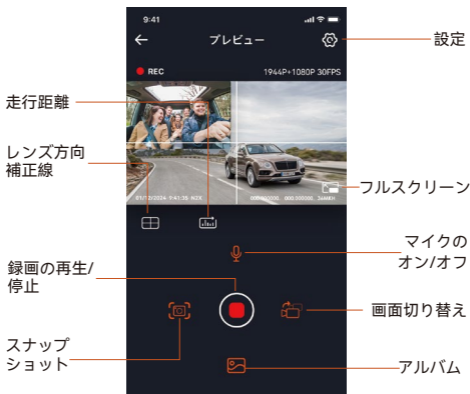 9:41
プレビュー
設定
REC
1944P+1080P 30FPS
走行距離
レンズ方向
補正線
フルスクリーン
マイクの
オン/オフ
録画の再生/
停止
画面切り替え
スナップ
ショット
アルバム